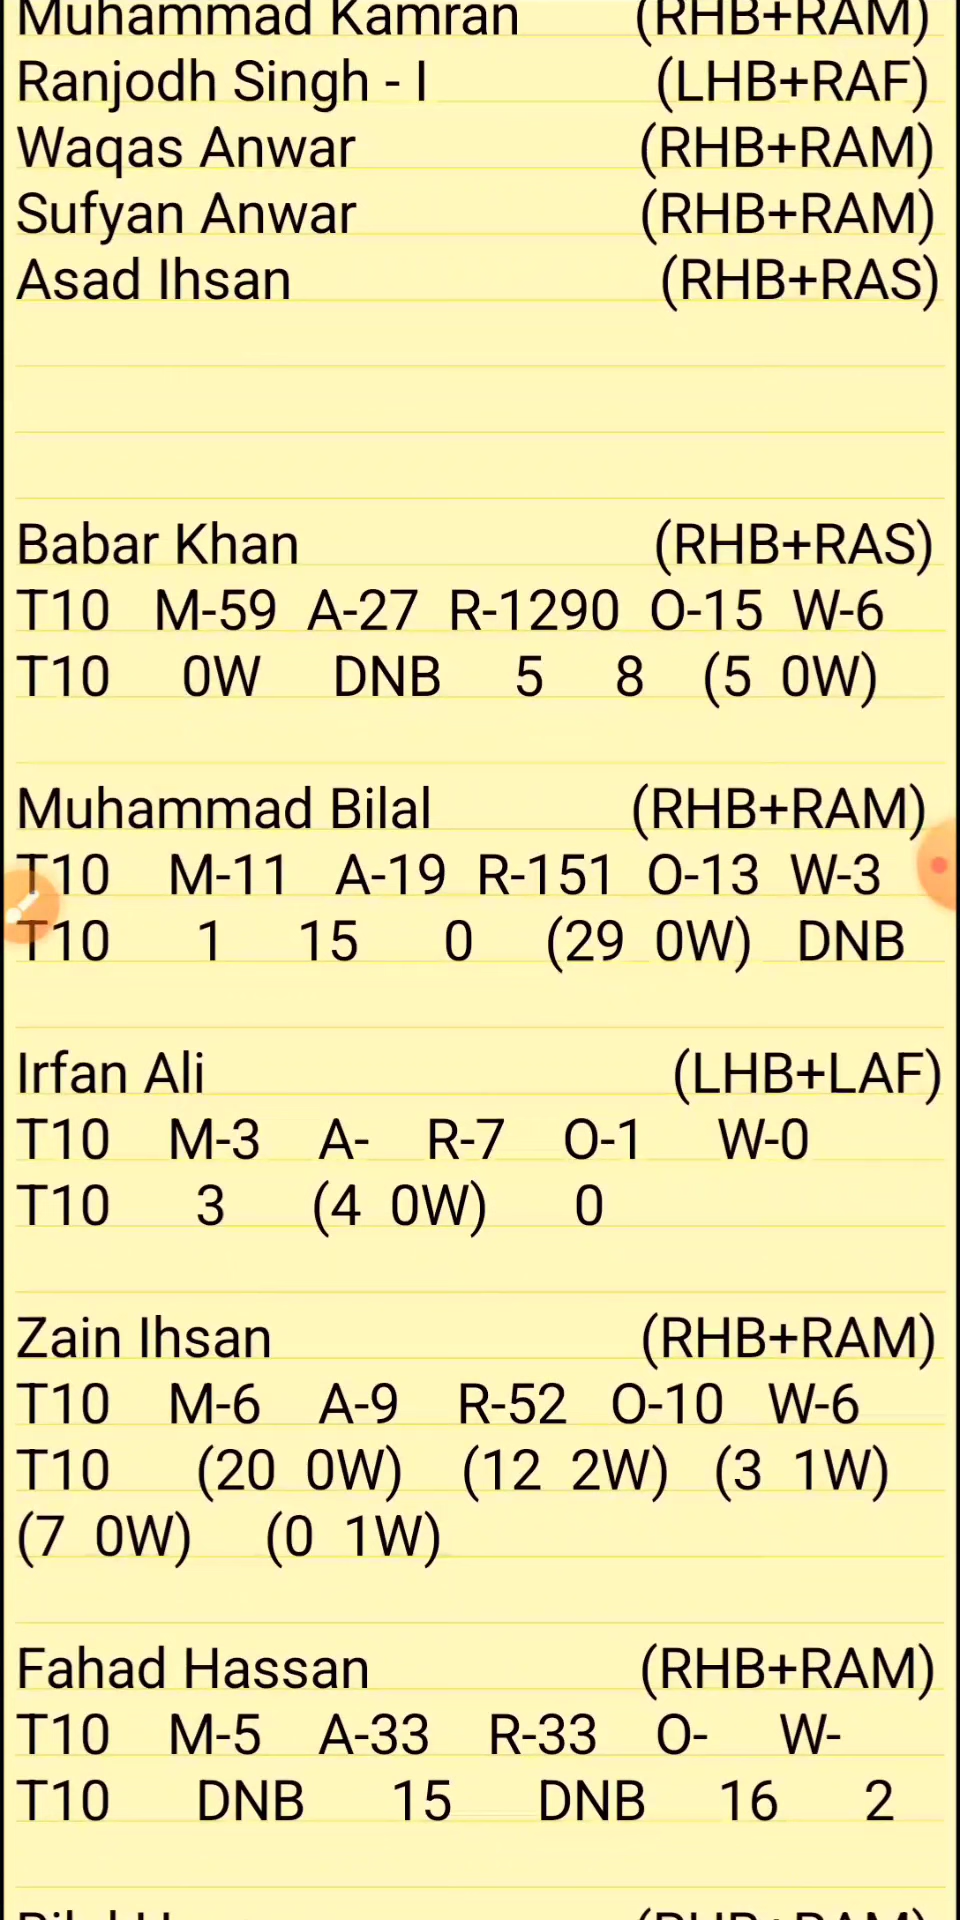 Muhammad Kamran (RHB+RAM)
Ranjodh Singh - I (LHB+RAF)
Waqas Anwar (RHB+RAM)
Sufyan Anwar (RHB+RAM)
Asad Ihsan (RHB+RAS)
Babar Khan (RHB+RAS)
T10 M-59 A-27 R-1290 O-15 W-6
T10 0W DNB 5 8 (5 0W)
Muhammad Bilal (RHB+RAM)
T10 M-11 A-19 R-151 O-13 W-3
T10 1 15 0 (29 0W) DNB
Irfan Ali (LHB+LAF)
T10 M-3 A- R-7 O-1 W-0
T10 3 (4 0W) 0
Zain Ihsan (RHB+RAM)
T10 M-6 A-9 R-52 O-10 W-6
T10 (20 0W) (12 2W) (3 1W)
(7 0W) (0 1W)
Fahad Hassan (RHB+RAM)
T10 M-5 A-33 R-33 O- W-
T10 DNB 15 DNB 16 2